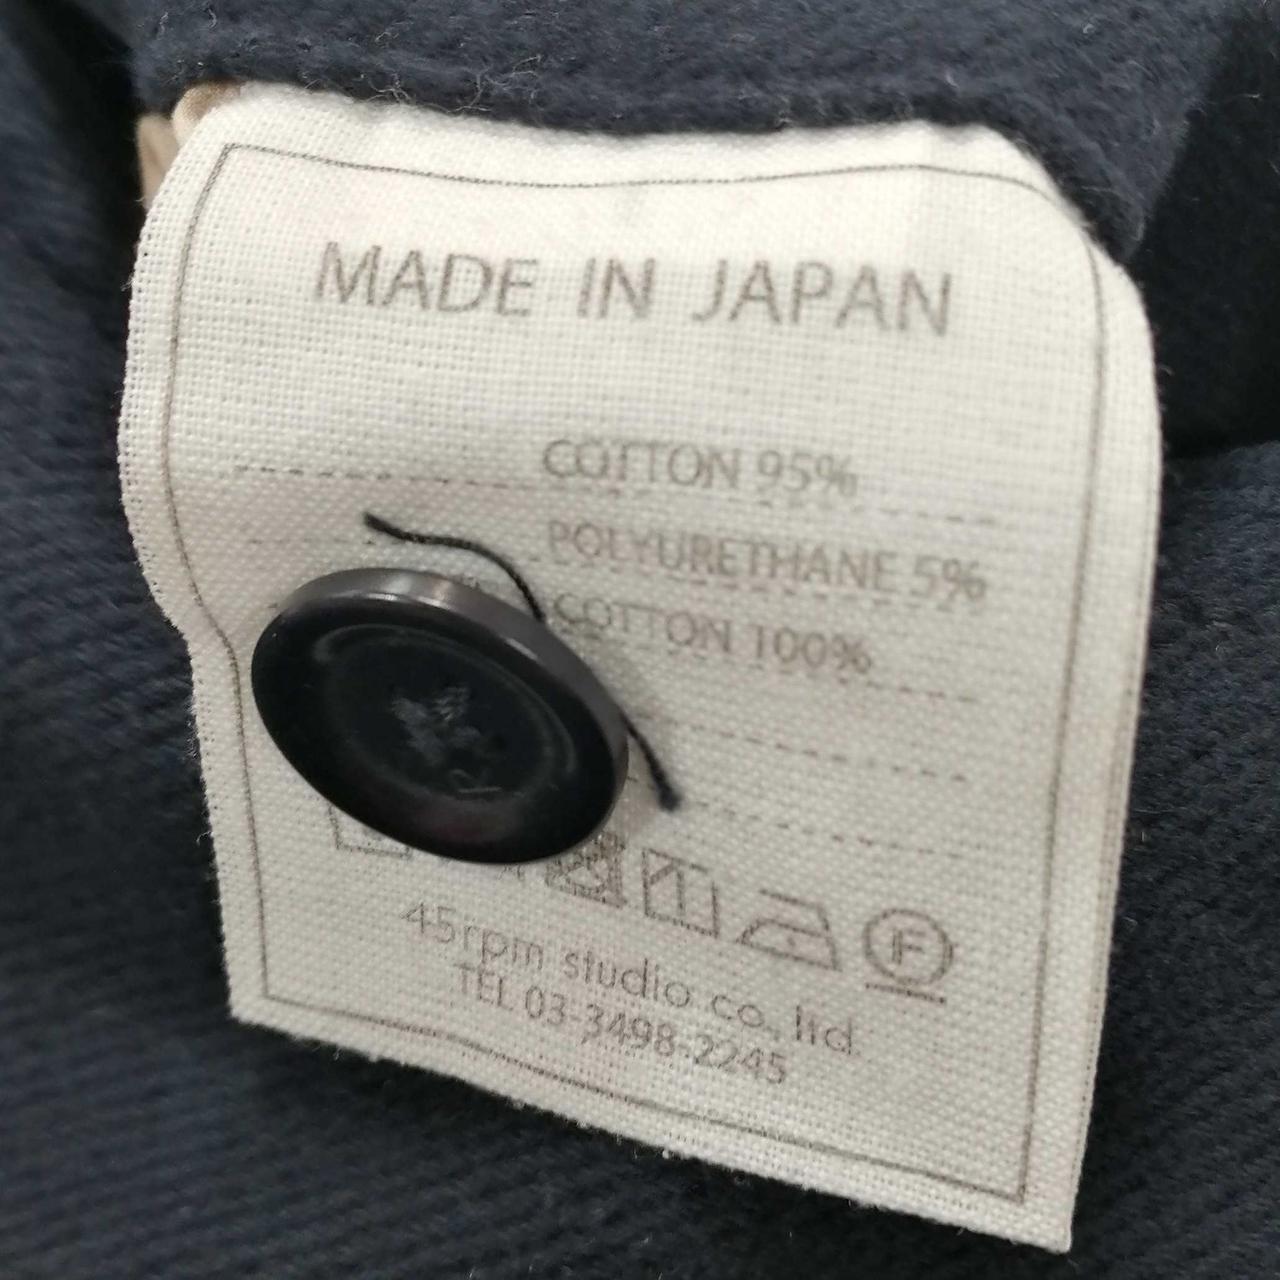 MADE IN JAPAN
COTTON 95%
POLYURETHANE 5%
COTTON 100%
F
45rpm studio co., ltd.
TEL 03-3498-2245